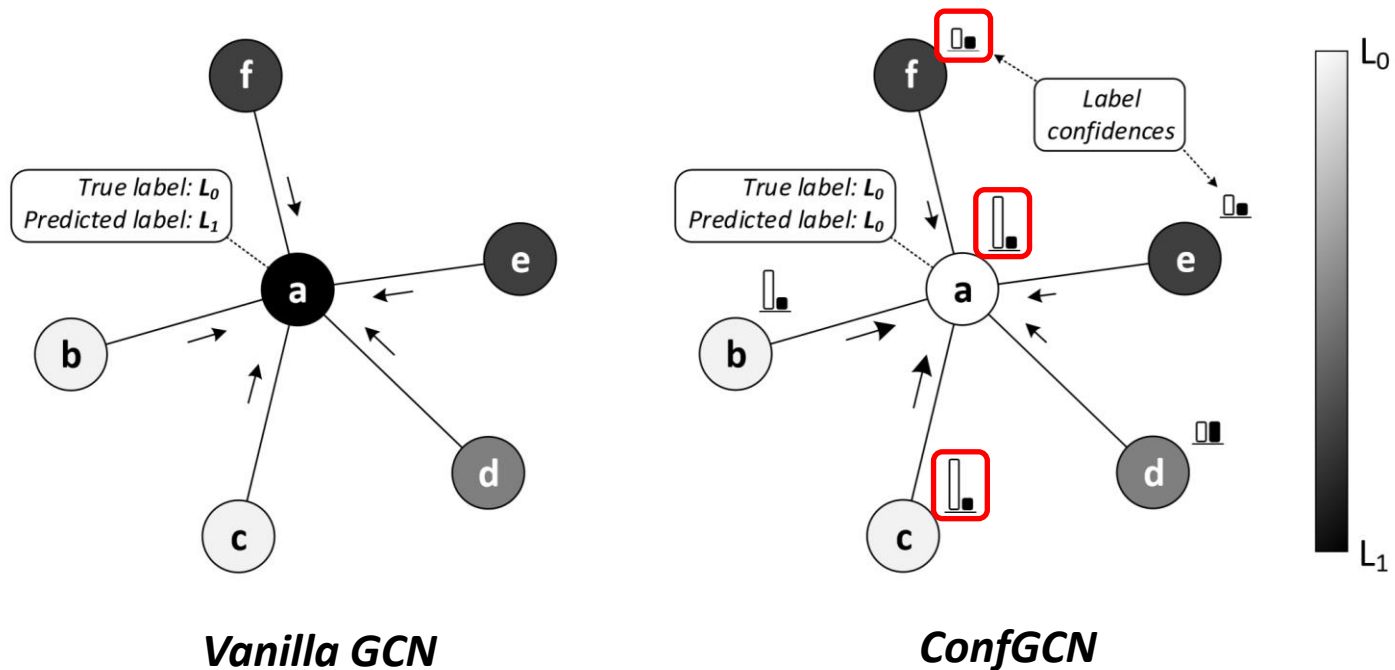 f
True label: L₀
Predicted label: L₁
e
a
b
d
c
Vanilla GCN
f
Label
confidences
True label: L₀
Predicted label: L₀
e
a
b
d
c
ConfGCN
L₀
L₁